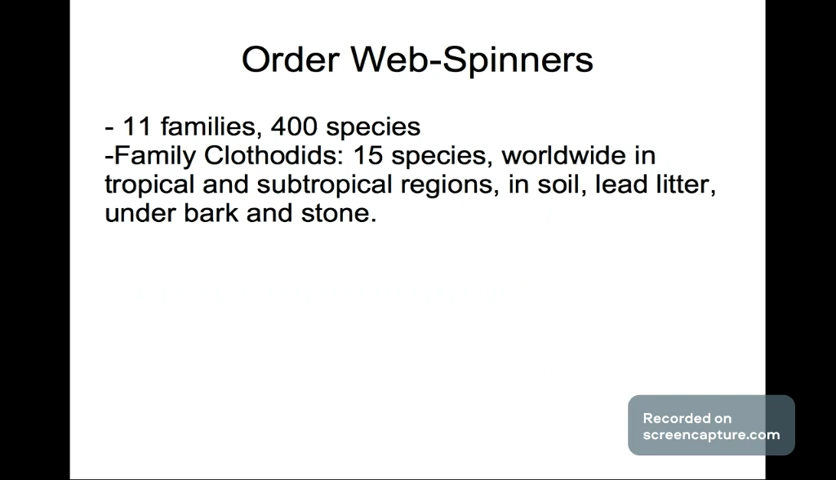 Order Web-Spinners
- 11 families, 400 species
-Family Clothodids: 15 species, worldwide in
tropical and subtropical regions, in soil, lead litter,
under bark and stone.
Recorded on
screencapture.com